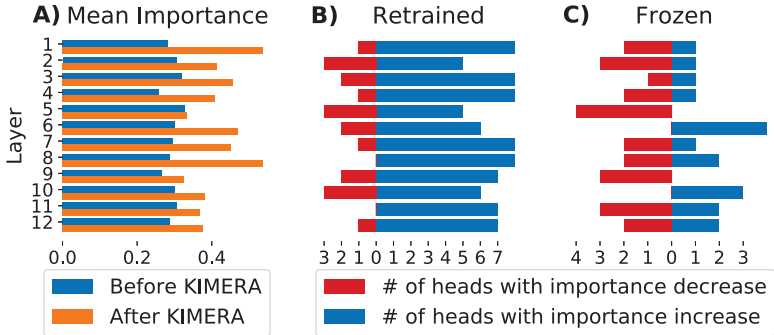 A) Mean Importance
B) Retrained
C) Frozen
Layer
1
2
3
4
5
6
7
8
9
10
11
12
0.0 0.2 0.4
3 2 1 0 1 2 3 4 5 6 7
4 3 2 1 0 1 2 3
Before KIMERA
After KIMERA
# of heads with importance decrease
# of heads with importance increase